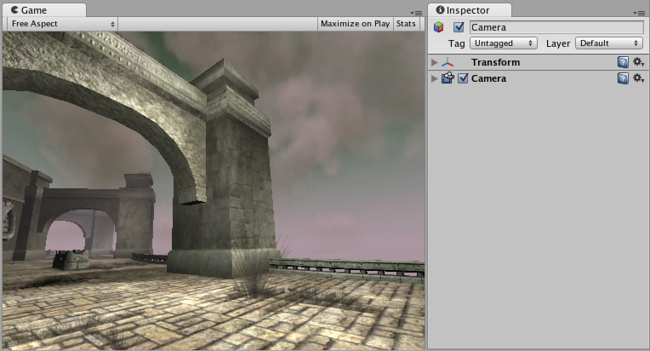 Game
Free Aspect
Maximize on Play
Stats
Inspector
Camera
Tag Untagged Layer Default
Transform
Camera